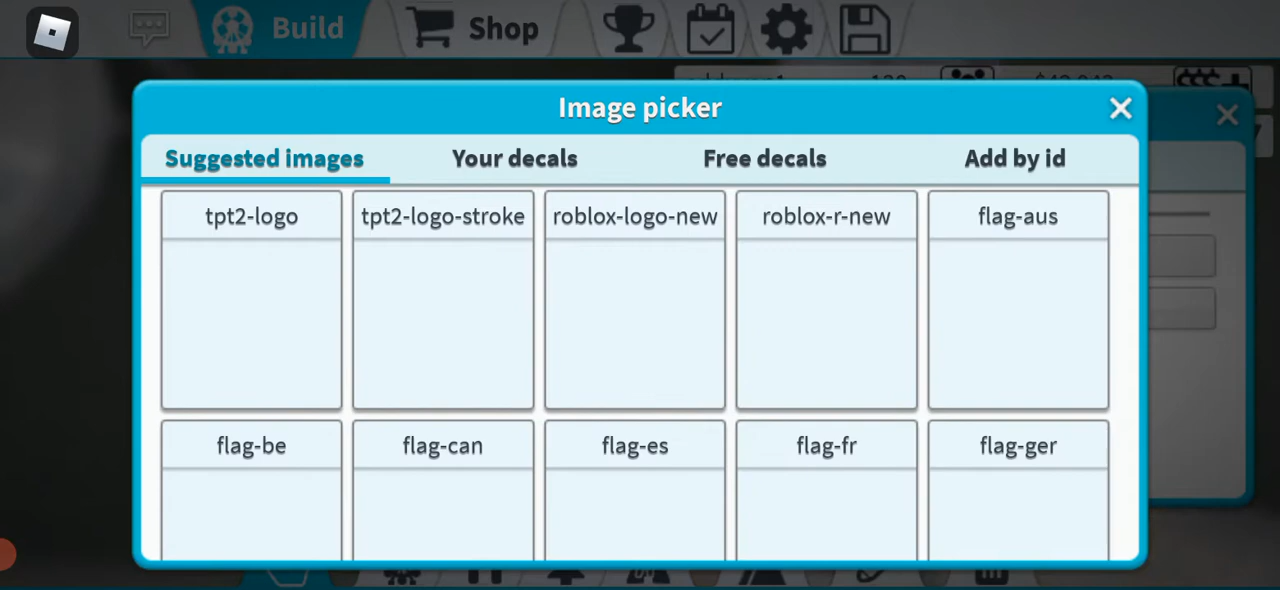 Build
Shop
Image picker
Suggested images
Your decals
Free decals
Add by id
tpt2-logo
tpt2-logo-stroke
roblox-logo-new
roblox-r-new
flag-aus
flag-be
flag-can
flag-es
flag-fr
flag-ger